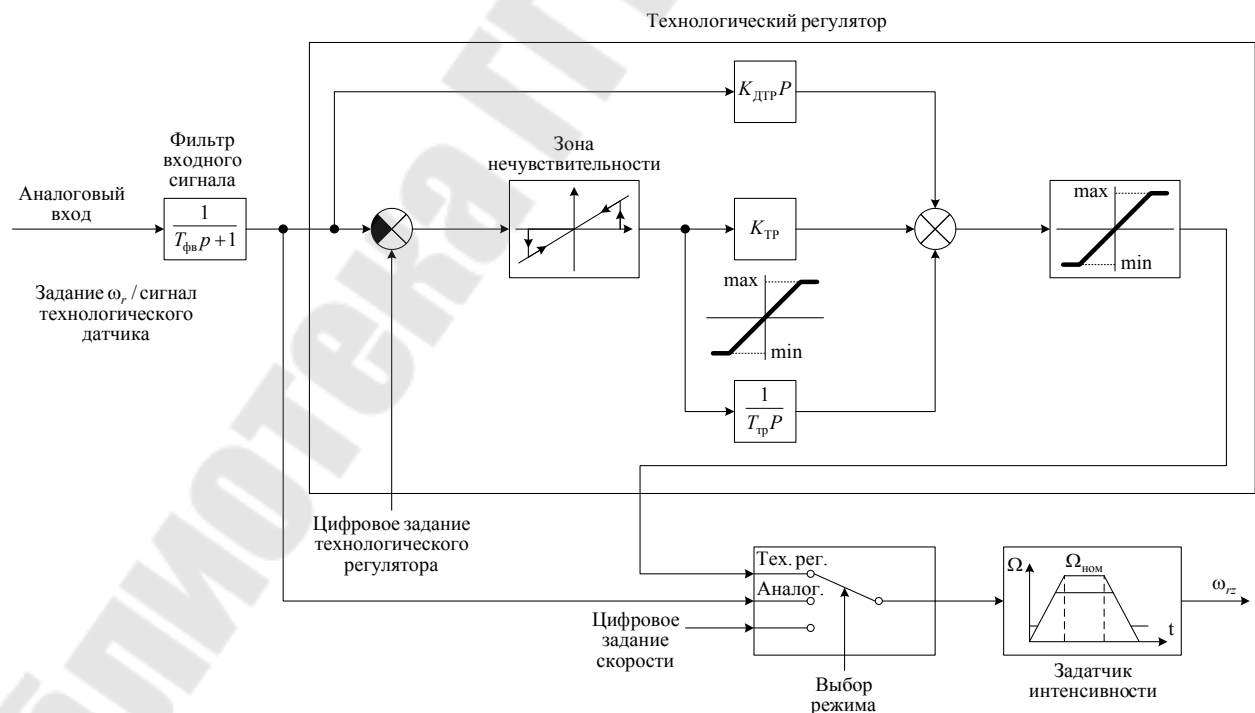 Технологический регулятор
K_ДТР P
Фильтр
входного
сигнала
Зона
нечувствительности
Аналоговый
вход
1
T_фв p + 1
K_ТР
max
min
max
min
Задание ω_r / сигнал
технологического
датчика
1
T_тр P
Цифровое задание
технологического
регулятора
Тех. рег.
Аналог.
Цифровое
задание
скорости
Выбор
режима
Ω
Ω_ном
t
ω_rz
Задатчик
интенсивности
БЛИОТЕКА ГГ